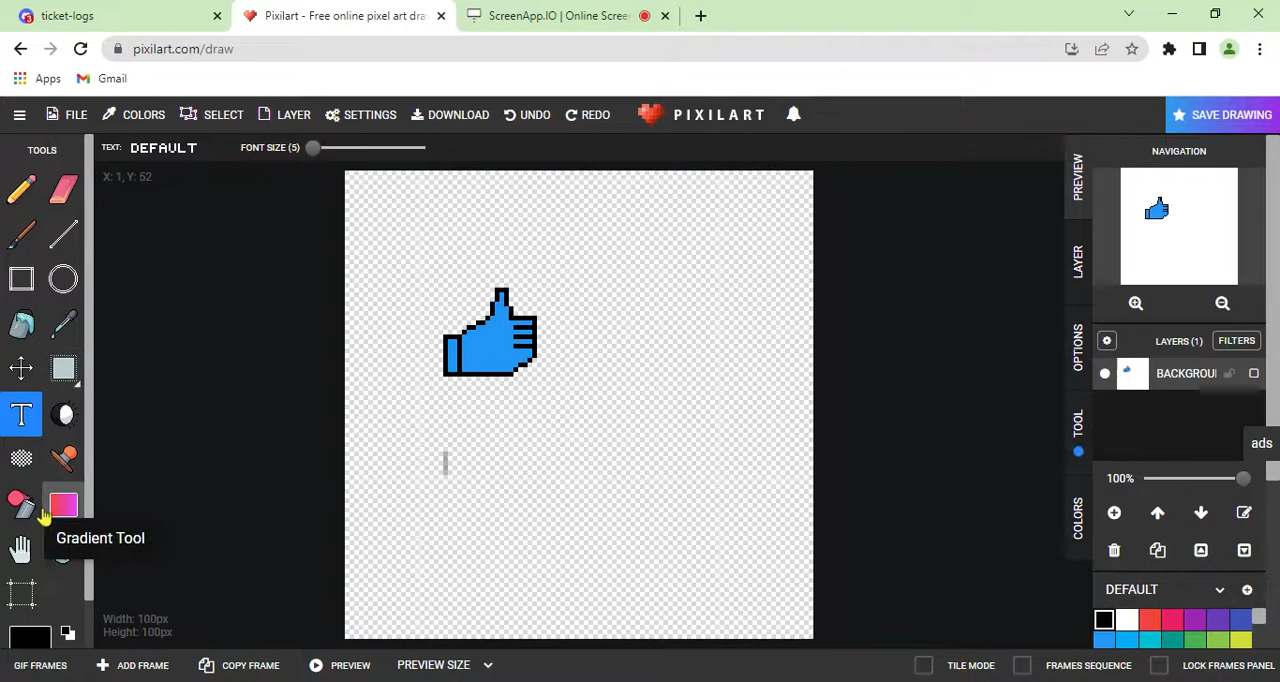 ticket-logs
Pixilart - Free online pixel art dra
ScreenApp.IO | Online Screen
pixilart.com/draw
Apps
Gmail
FILE
COLORS
SELECT
LAYER
SETTINGS
DOWNLOAD
UNDO
REDO
PIXILART
SAVE DRAWING
TOOLS
TEXT: DEFAULT
FONT SIZE (5)
X: 1, Y: 52
PREVIEW
NAVIGATION
LAYER
OPTIONS
LAYERS (1)
FILTERS
BACKGROU
TOOL
ads
100%
COLORS
Gradient Tool
DEFAULT
Width: 100px
Height: 100px
GIF FRAMES
ADD FRAME
COPY FRAME
PREVIEW
PREVIEW SIZE
TILE MODE
FRAMES SEQUENCE
LOCK FRAMES PANEL